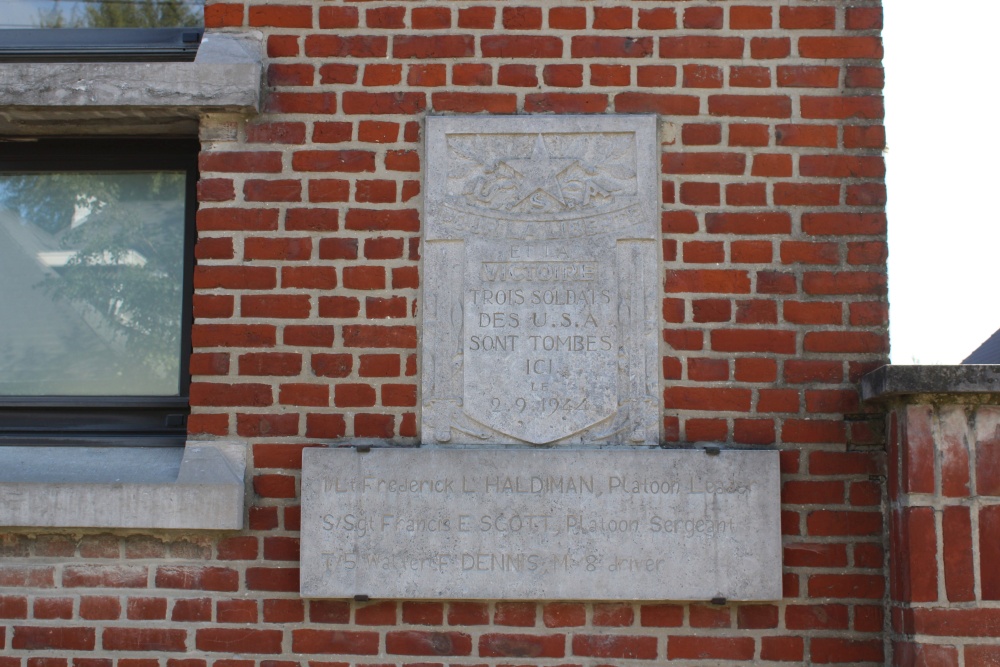 U.S.A
POUR LA LIBERTE
ET LA
VICTOIRE
TROIS SOLDATS
DES U.S.A
SONT TOMBES
ICI
LE
2.9.1944
1/Lt Frederick L HALDIMAN, Platoon Leader
S/Sgt Francis E SCOTT, Platoon Sergeant
T/5 Walter F DENNIS, M-8 driver